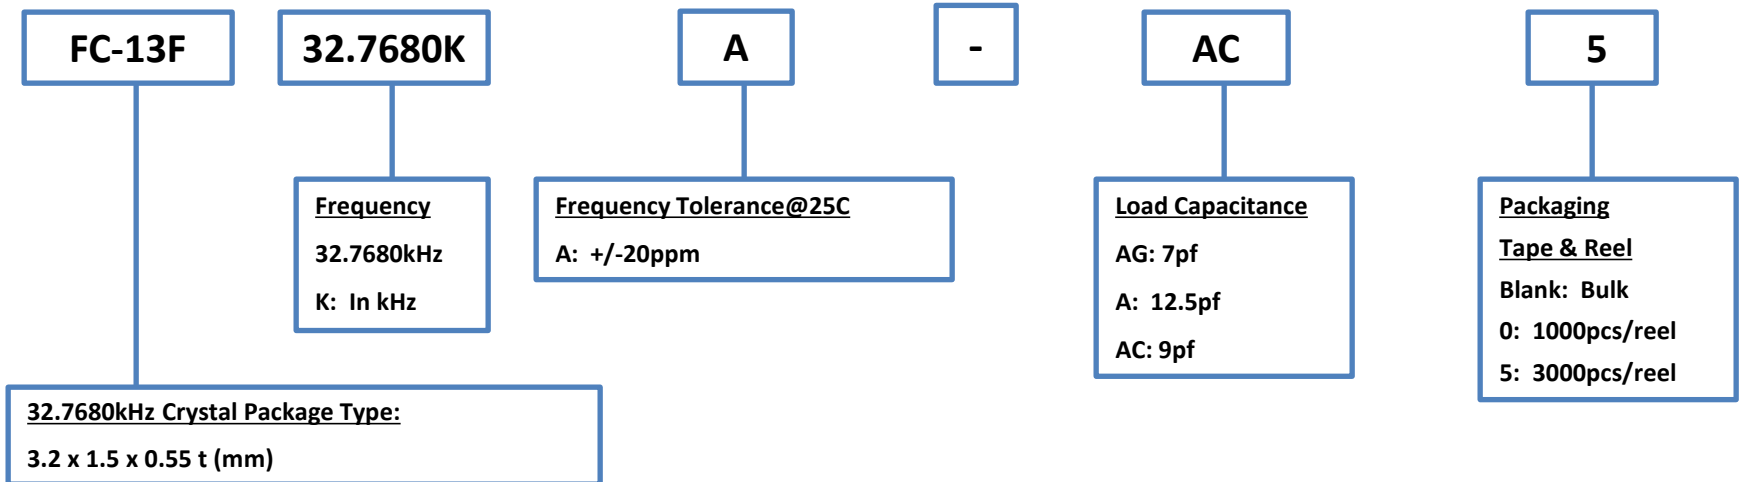 FC-13F 32.7680K A - AC 5
Frequency
32.7680kHz
K: In kHz
Frequency Tolerance@25C
A: +/-20ppm
Load Capacitance
AG: 7pf
A: 12.5pf
AC: 9pf
Packaging
Tape & Reel
Blank: Bulk
0: 1000pcs/reel
5: 3000pcs/reel
32.7680kHz Crystal Package Type:
3.2 x 1.5 x 0.55 t (mm)